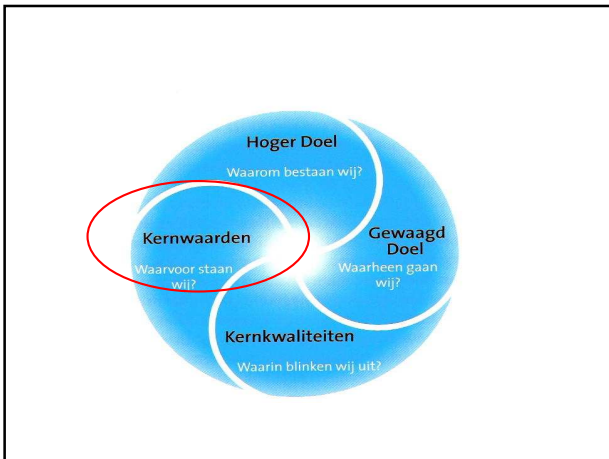 Hoger Doel
Waarom bestaan wij?
Kernwaarden
Waarvoor staan
wij?
Gewaagd
Doel
Waarheen gaan
wij?
Kernkwaliteiten
Waarin blinken wij uit?